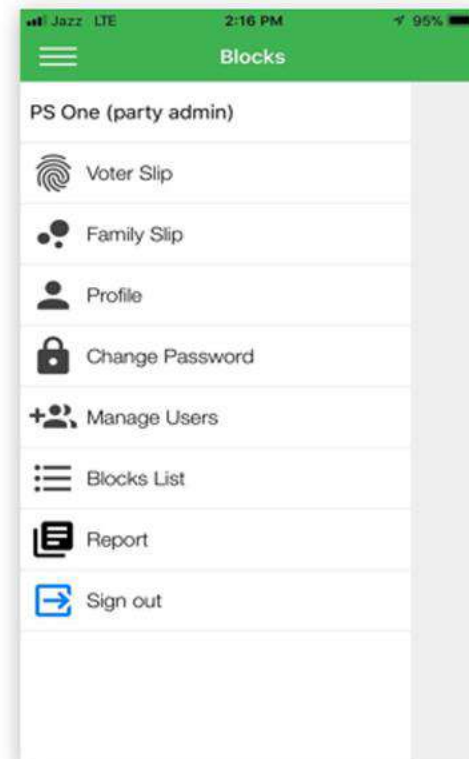 Jazz LTE 2:16 PM 95%
Blocks
PS One (party admin)
Voter Slip
Family Slip
Profile
Change Password
Manage Users
Blocks List
Report
Sign out